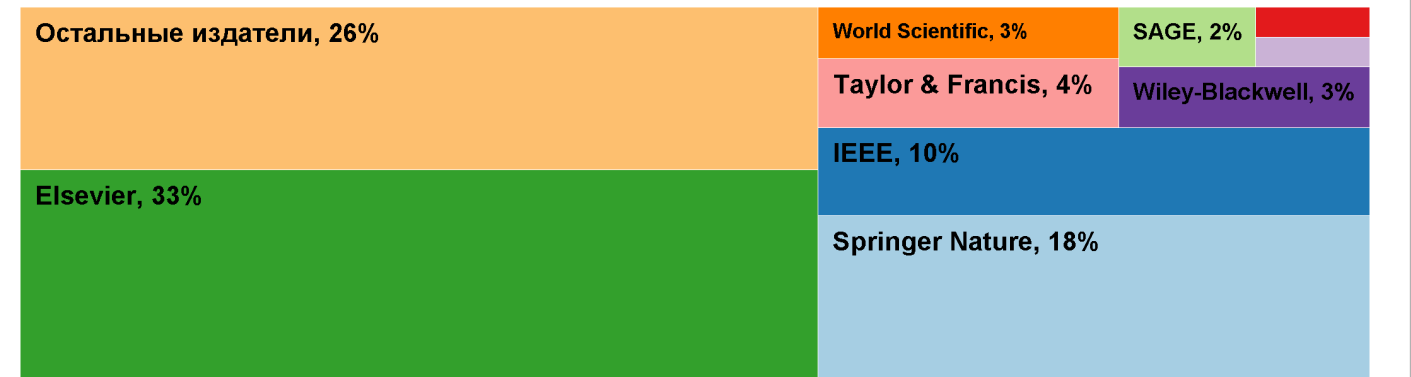 Остальные издатели, 26%
Elsevier, 33%
World Scientific, 3%
Taylor & Francis, 4%
SAGE, 2%
Wiley-Blackwell, 3%
IEEE, 10%
Springer Nature, 18%